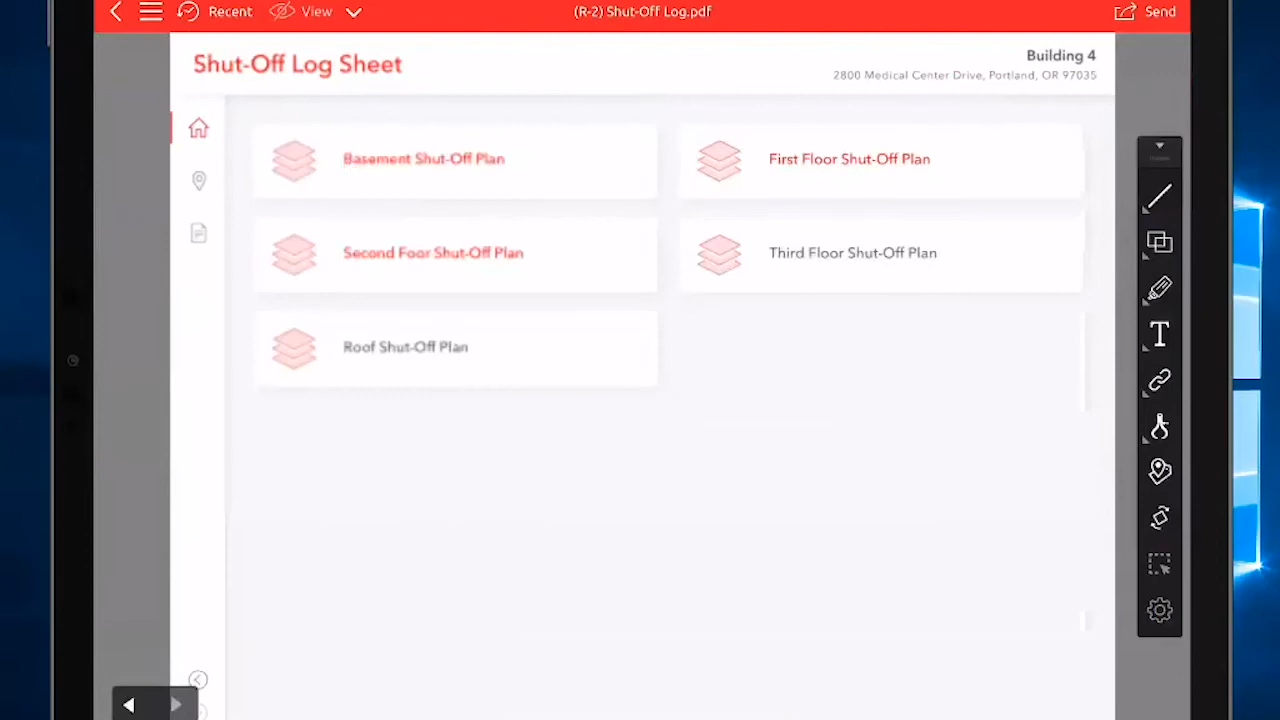 Recent View (R-2) Shut-Off Log.pdf Send
Shut-Off Log Sheet
Building 4
2800 Medical Center Drive, Portland, OR 97035
Basement Shut-Off Plan
First Floor Shut-Off Plan
Second Foor Shut-Off Plan
Third Floor Shut-Off Plan
Roof Shut-Off Plan
T